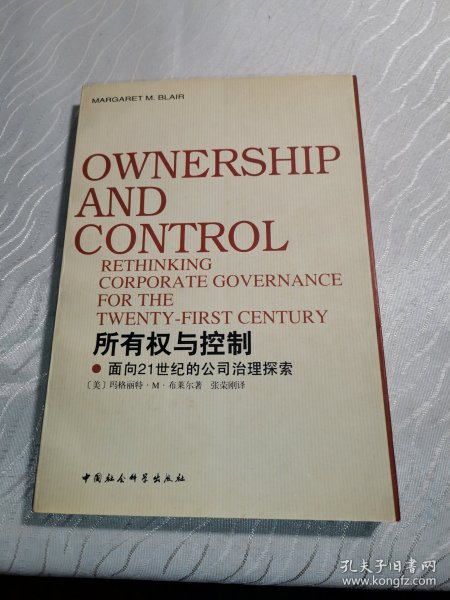 MARGARET M. BLAIR
OWNERSHIP
AND
CONTROL
RETHINKING
CORPORATE GOVERNANCE
FOR THE
TWENTY-FIRST CENTURY
所有权与控制
●面向21世纪的公司治理探索
〔美〕玛格丽特·M·布莱尔著 张荣刚译
中国社会科学出版社
孔夫子旧书网
www.kongfz.com